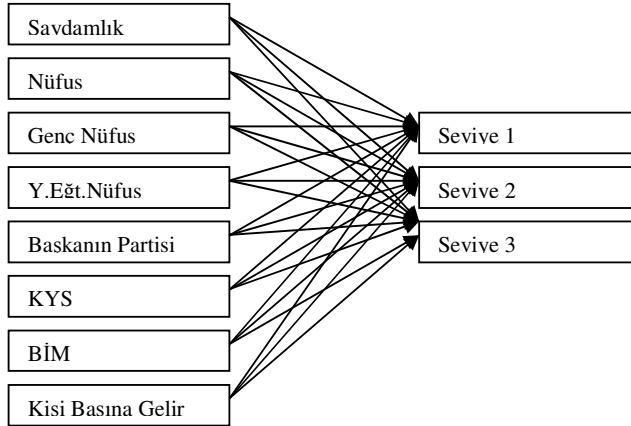 Savdamlık
Nüfus
Genc Nüfus
Y.Eğt.Nüfus
Baskanın Partisi
KYS
BİM
Kisi Basına Gelir
Seviye 1
Seviye 2
Seviye 3